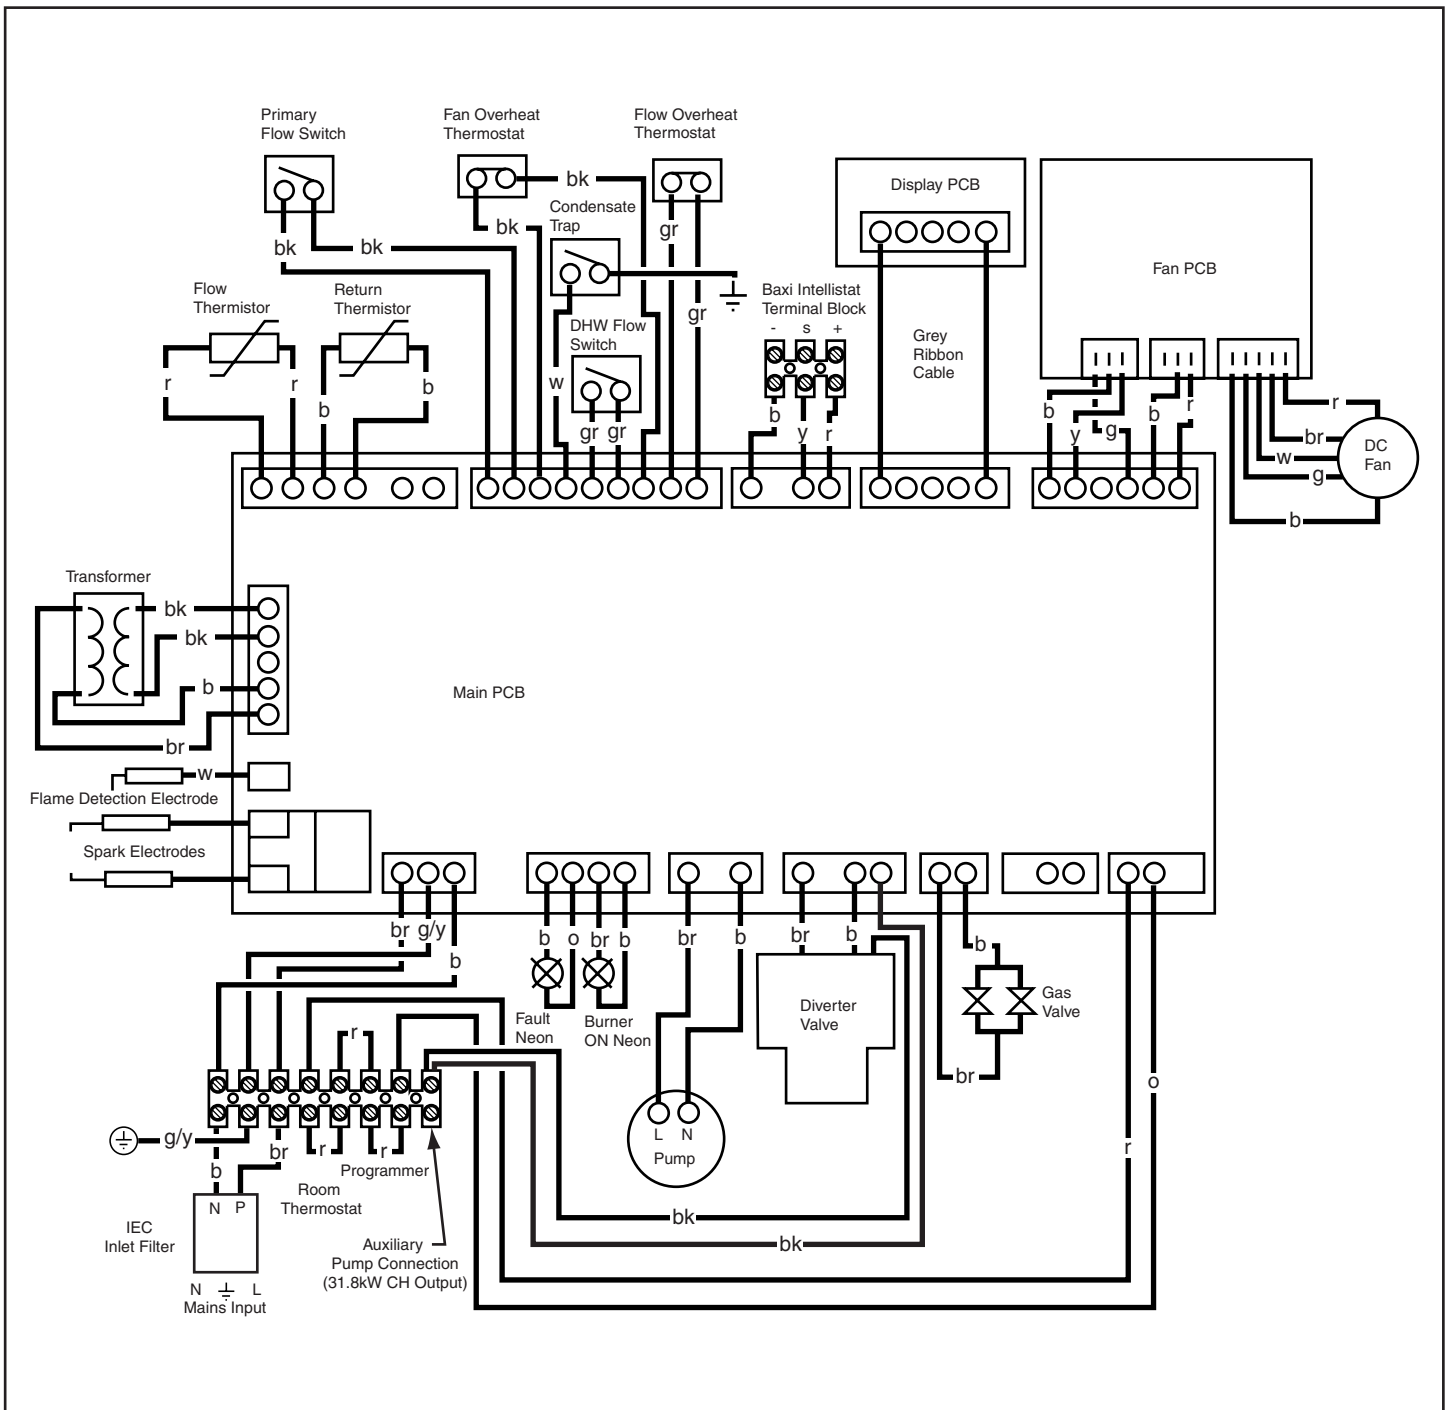 Primary
Flow Switch
Fan Overheat
Thermostat
Flow Overheat
Thermostat
bk
bk
bk
bk
Condensate
Trap
gr
gr
Display PCB
Fan PCB
Flow
Thermistor
Return
Thermistor
r
r
b
b
w
DHW Flow
Switch
gr
gr
Baxi Intellistat
Terminal Block
- s +
b
y
r
Grey
Ribbon
Cable
b
y
g
b
r
r
br
w
g
b
DC
Fan
Transformer
bk
bk
b
br
Main PCB
w
Flame Detection Electrode
Spark Electrodes
br
g/y
b
b
o
br
b
Fault
Neon
Burner
ON Neon
br
b
br
b
Diverter
Valve
b
br
Gas
Valve
r
g/y
b
br
r
r
Programmer
Room
Thermostat
L N
Pump
r
o
N P
IEC
Inlet Filter
N L
Mains Input
Auxiliary
Pump Connection
(31.8kW CH Output)
bk
bk